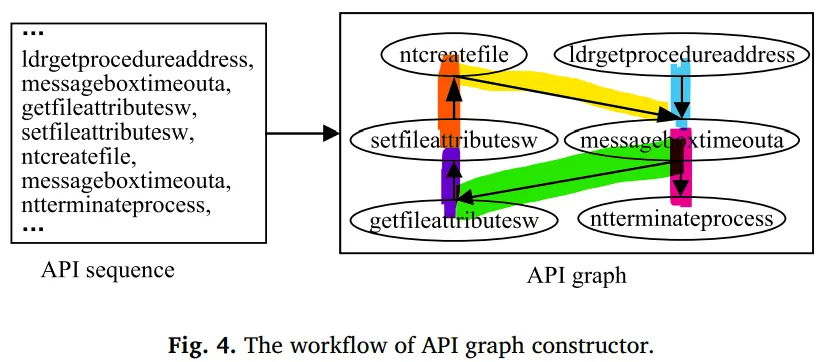 ...
ldrgetprocedureaddress,
messageboxtimeouta,
getfileattributesw,
setfileattributesw,
ntcreatefile,
messageboxtimeouta,
ntterminateprocess,
...
API sequence
ntcreatefile ldrgetprocedureaddress
setfileattributesw messageboxtimeouta
getfileattributesw ntterminateprocess
API graph
Fig. 4. The workflow of API graph constructor.